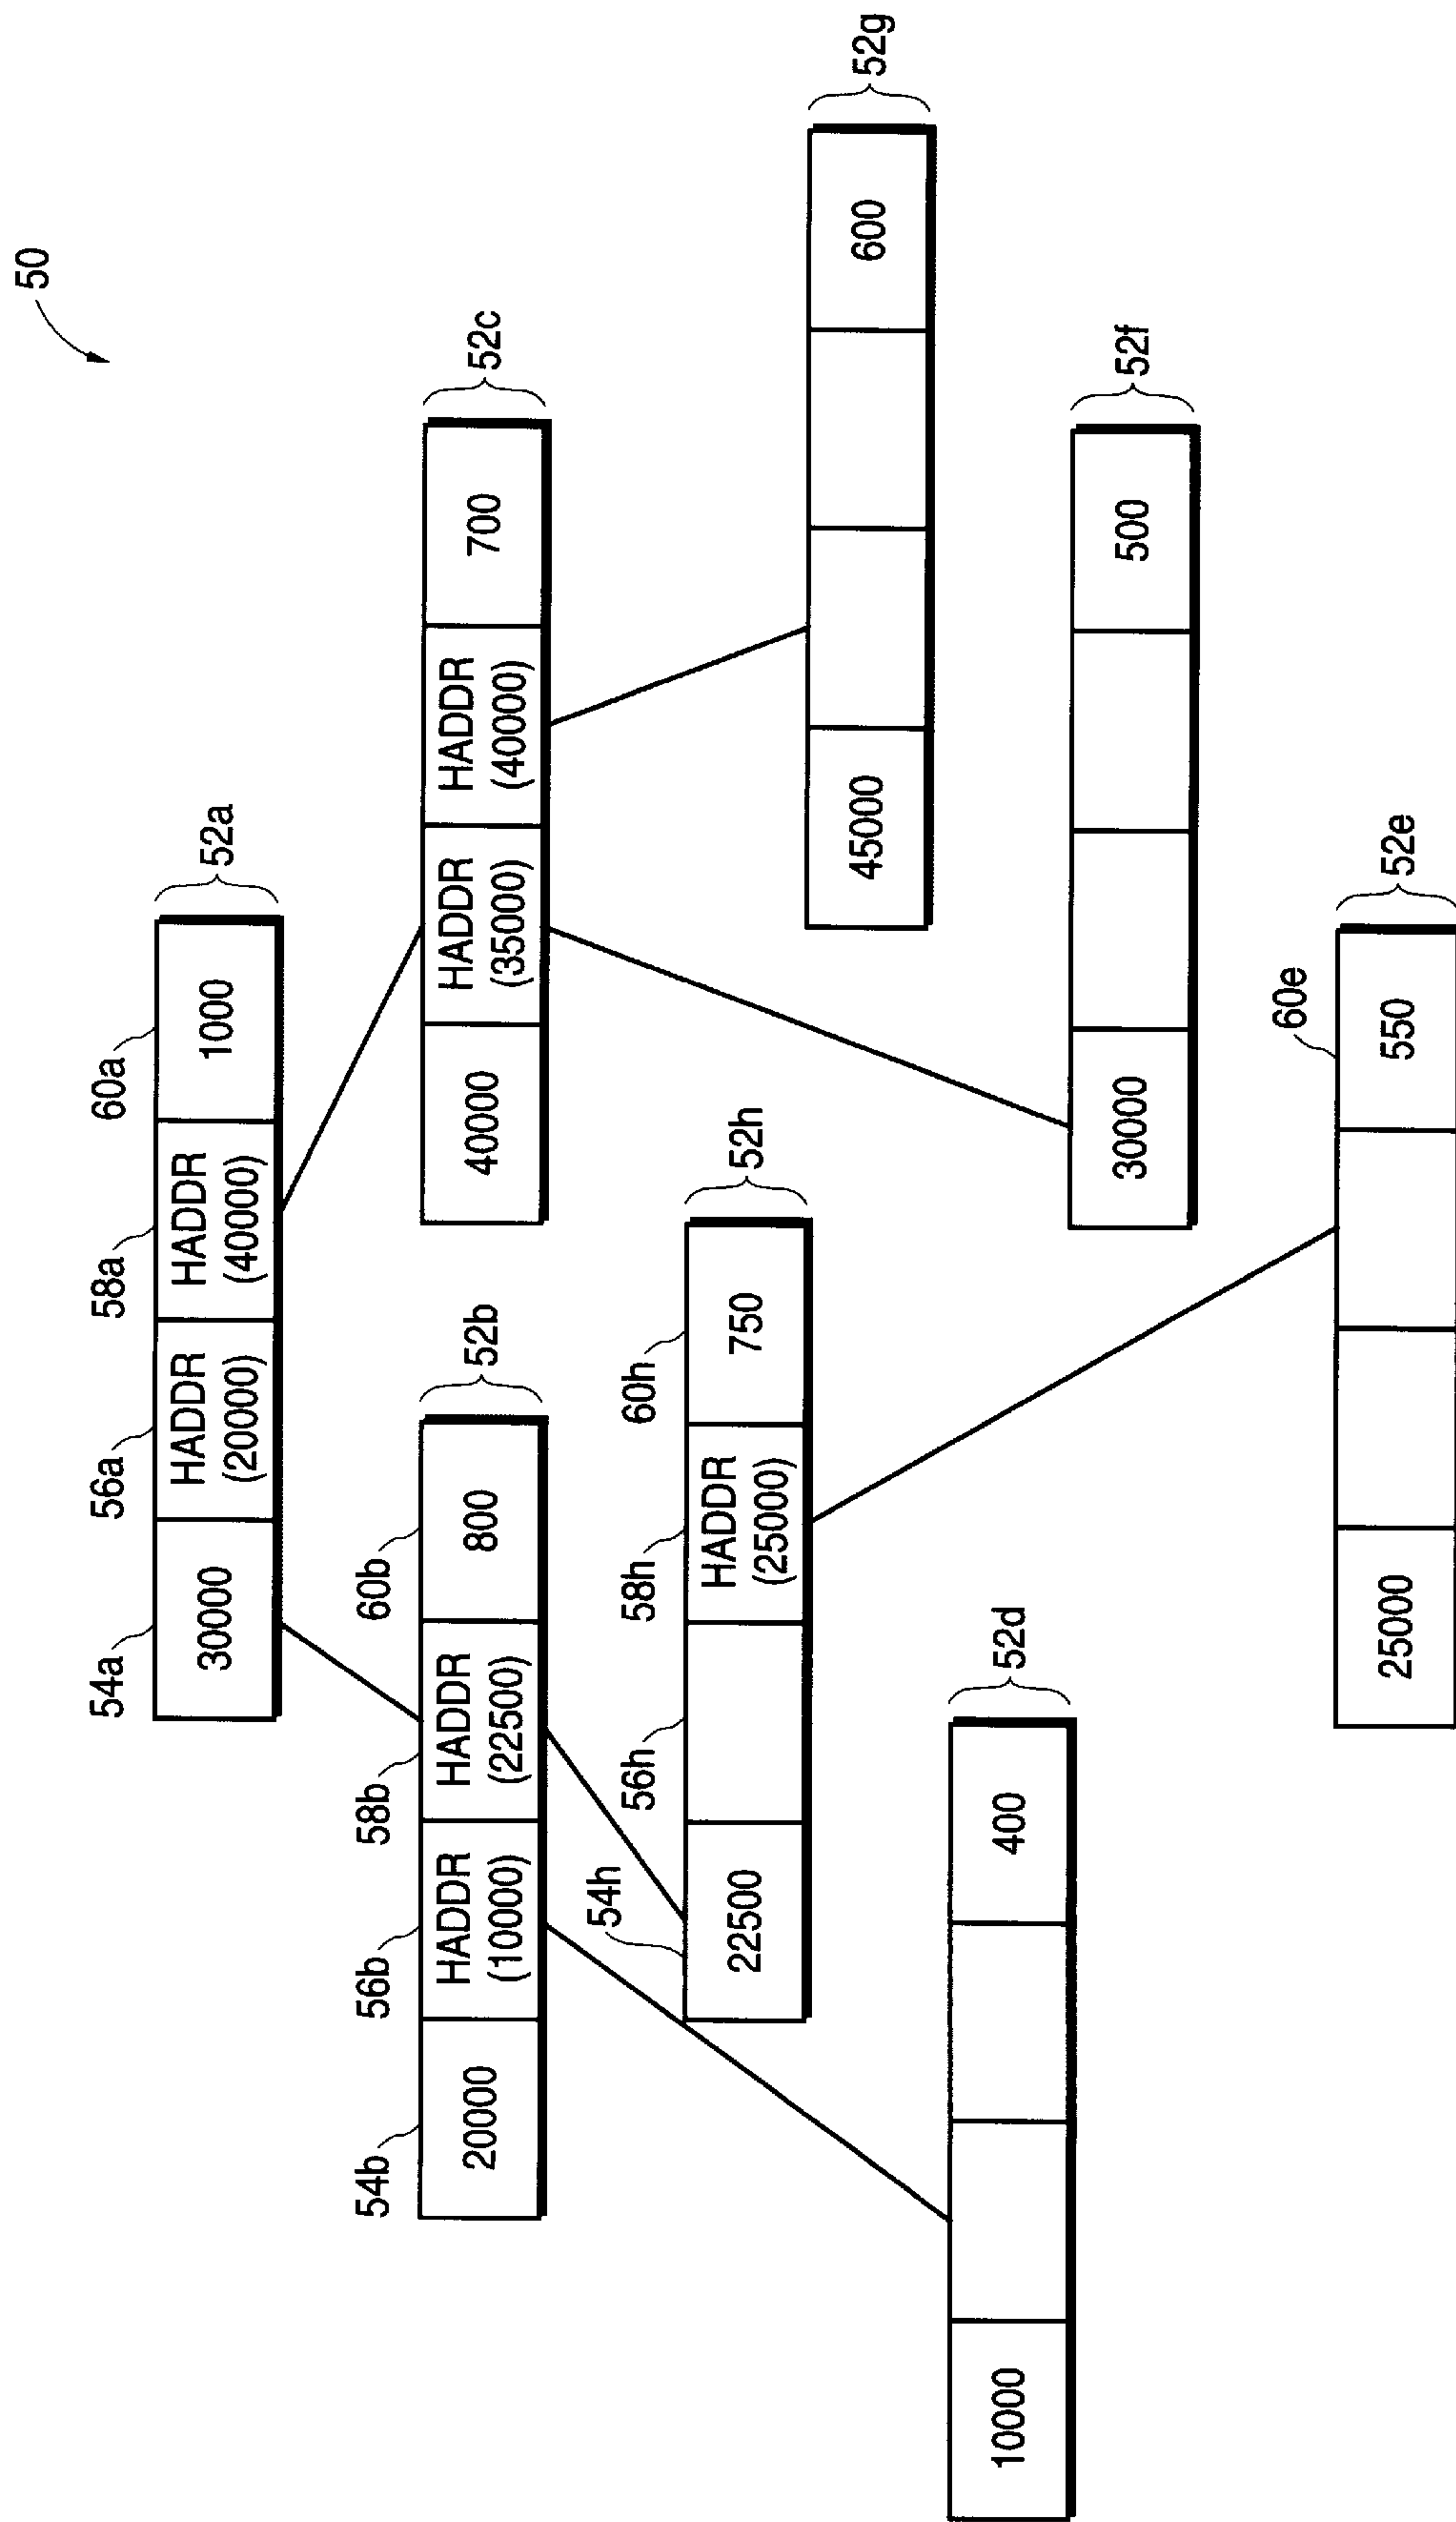 50
54a
56a
58a
60a
30000
HADDR
(20000)
HADDR
(40000)
1000
52a
54b
56b
58b
60b
20000
HADDR
(10000)
HADDR
(22500)
800
52b
40000
HADDR
(35000)
HADDR
(40000)
700
52c
54h
56h
58h
60h
22500
HADDR
(25000)
750
52h
45000
600
52g
10000
400
52d
30000
500
52f
60e
25000
550
52e